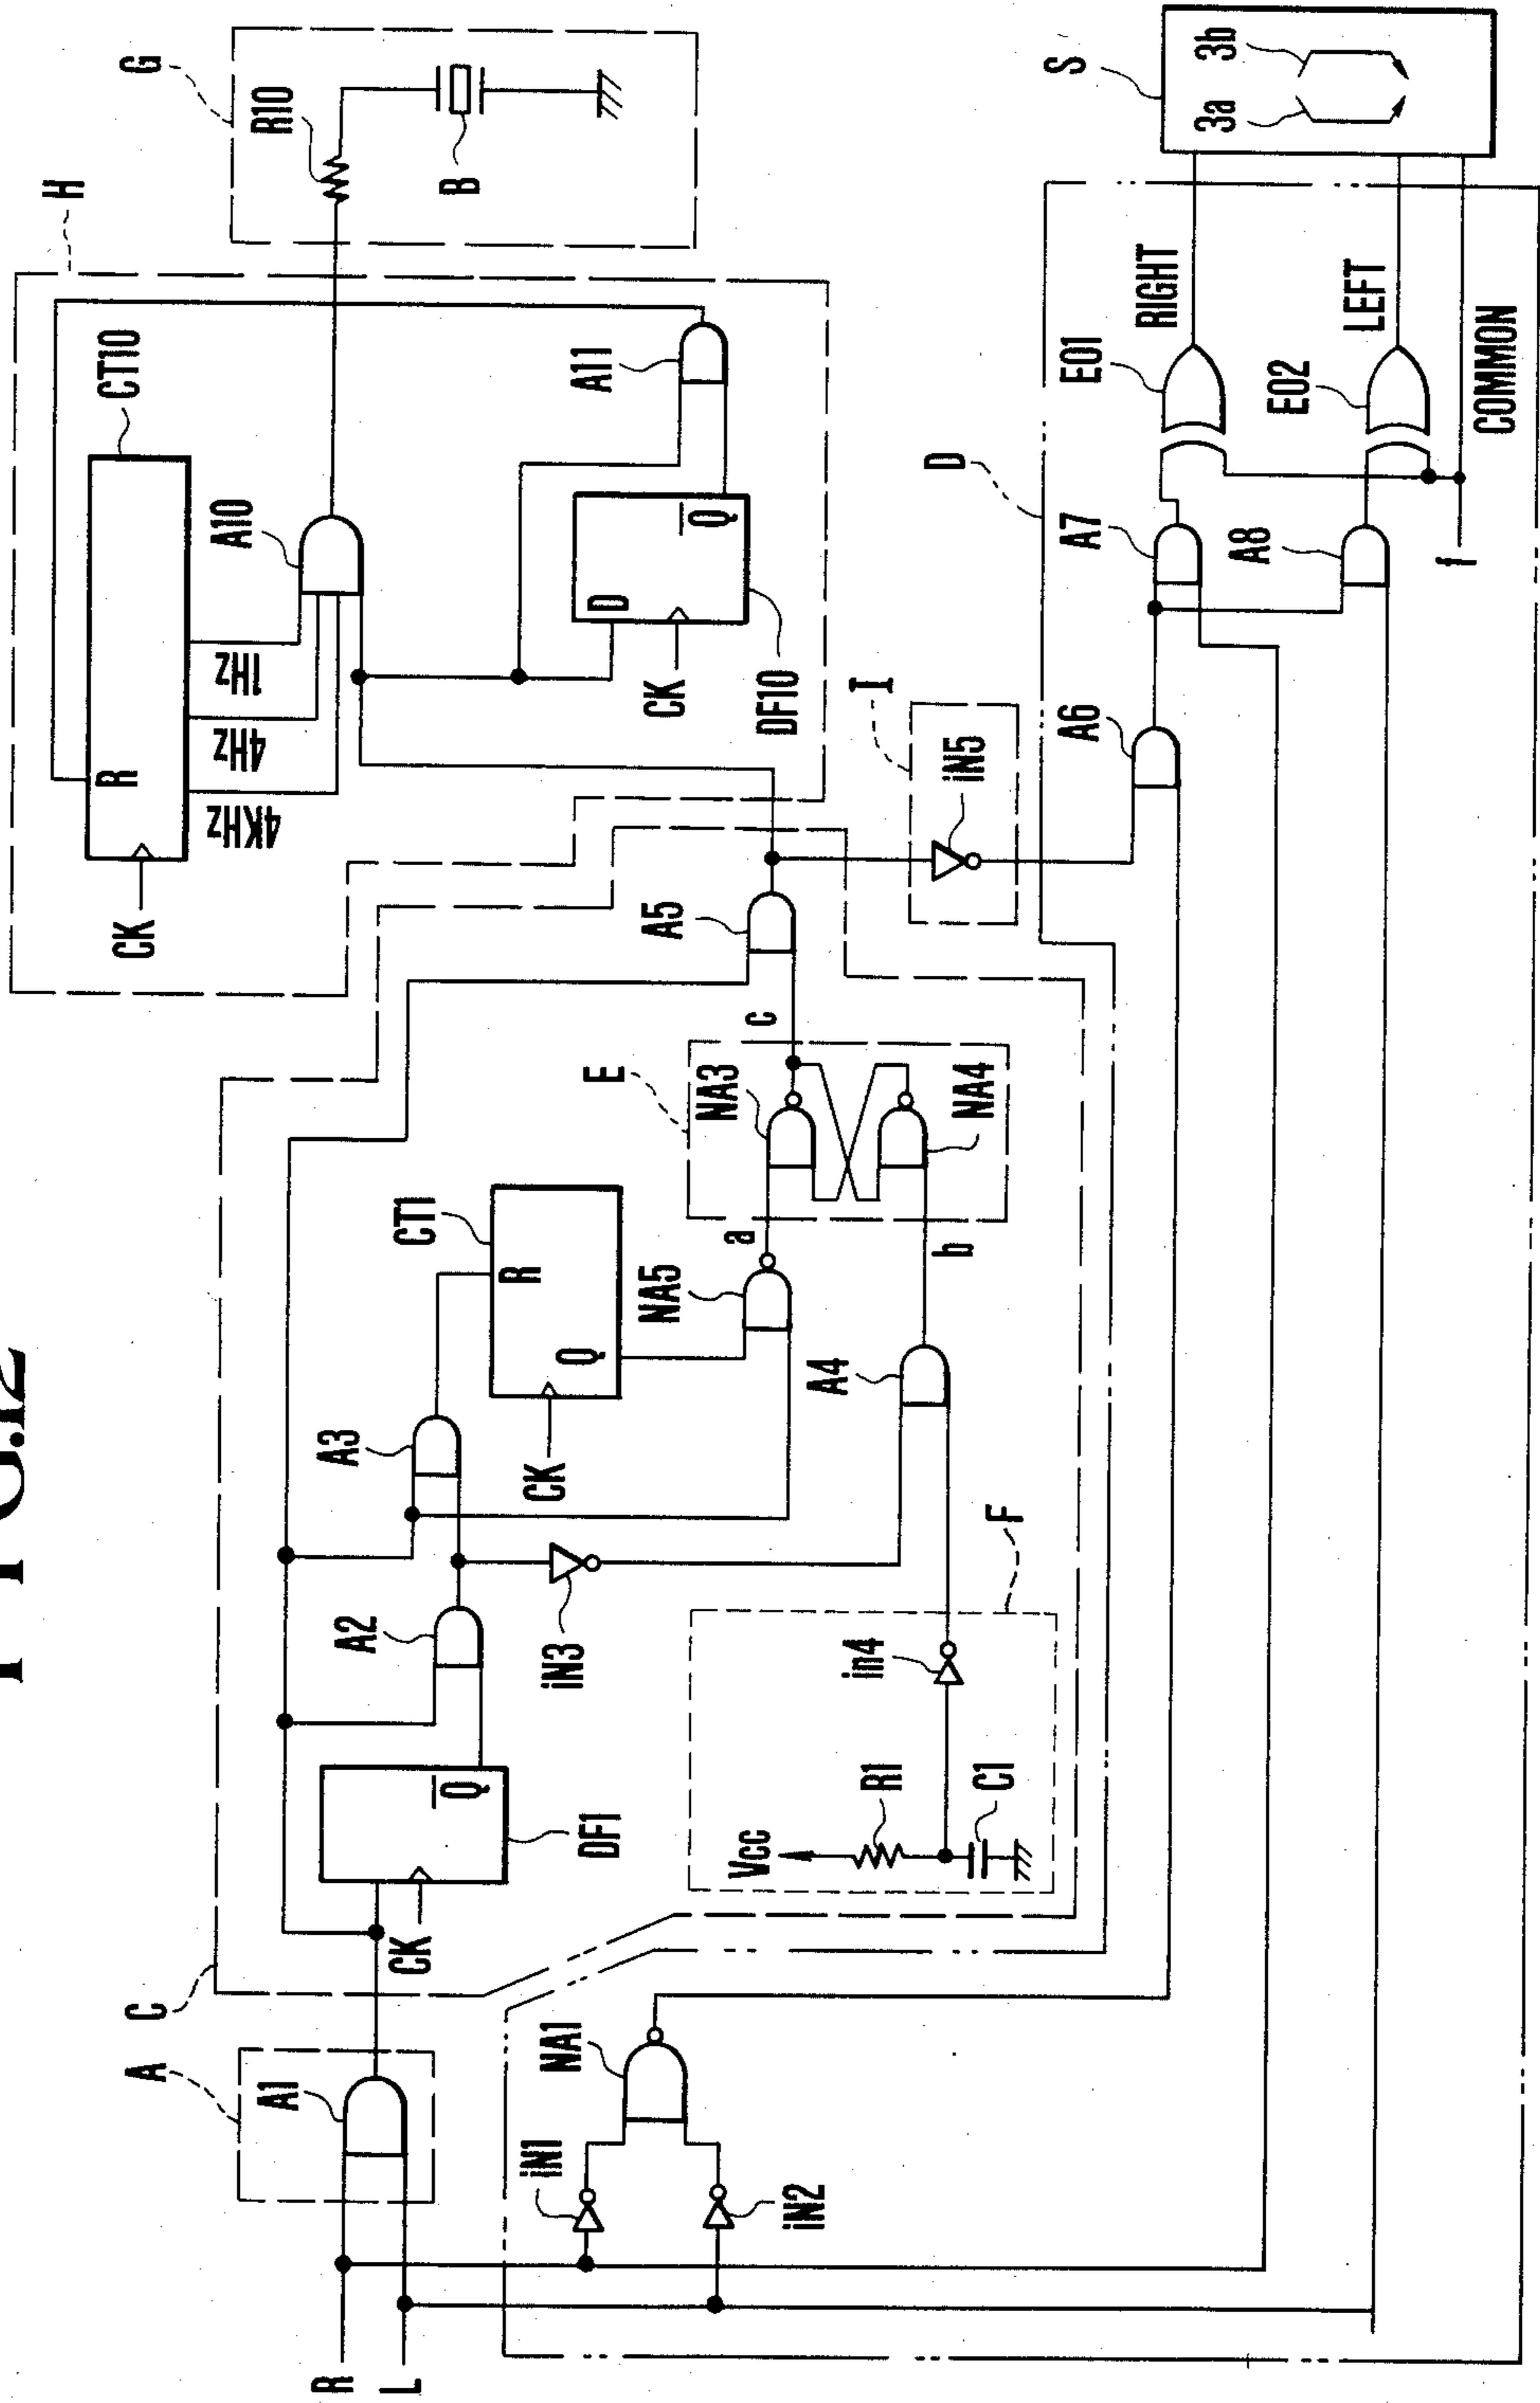 FIG.12
R
L
A
A1
C
CK
DF1
Q
A2
iN3
A3
CK
CT1
R
Q
NA5
a
A4
b
E
NA3
NA4
c
A5
F
Vcc
R1
C1
in4
iN1
iN2
NA1
H
CK
R
CT10
4KHz
4Hz
1Hz
A10
CK
D
Q
DF10
A11
G
R10
B
I
iN5
D
A6
A7
A8
f
EO1
EO2
RIGHT
LEFT
COMMON
S
3a
3b